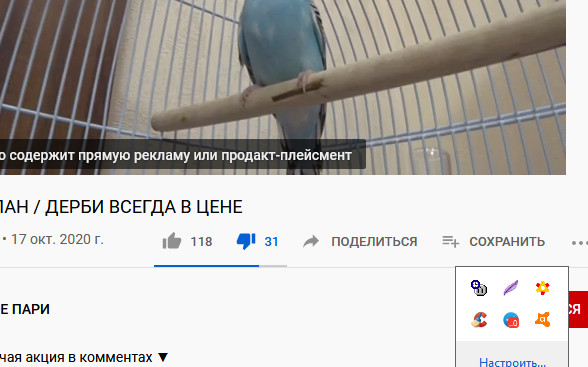 о содержит прямую рекламу или продакт-плейсмент
ЛАН / ДЕРБИ ВСЕГДА В ЦЕНЕ
• 17 окт. 2020 г. 118 31 ПОДЕЛИТЬСЯ СОХРАНИТЬ ...
Е ПАРИ
СЯ
чая акция в комментах ▼
Настроить...